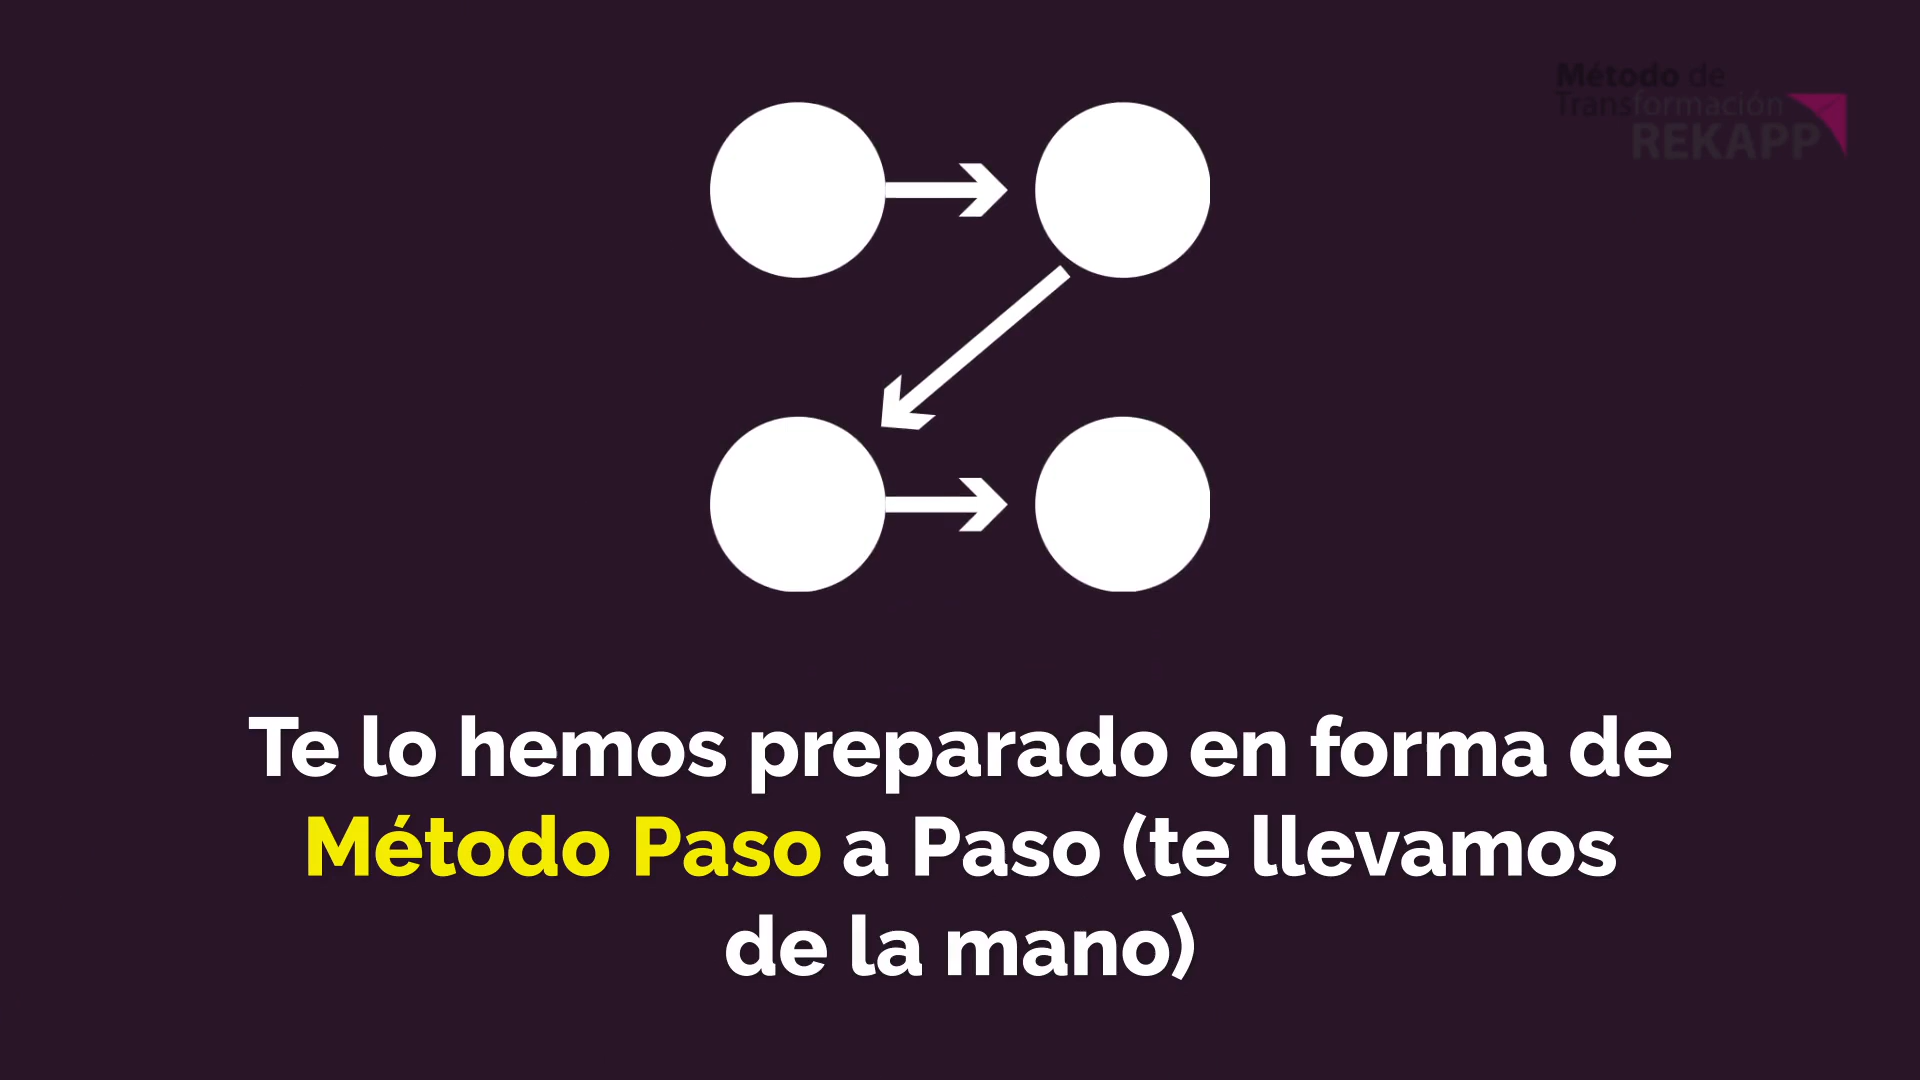 Método de
Transformación
REKAPP
Te lo hemos preparado en forma de
Método Paso a Paso (te llevamos
de la mano)